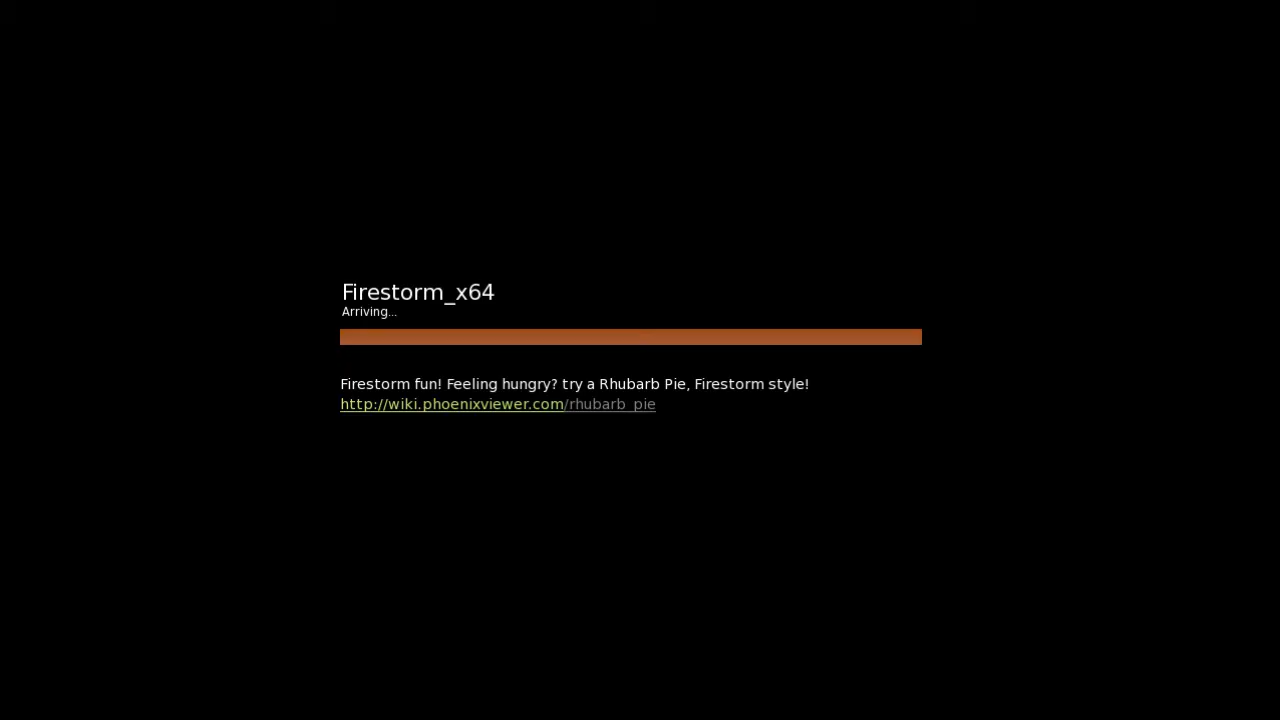 Firestorm_x64
Arriving...
Firestorm fun! Feeling hungry? try a Rhubarb Pie, Firestorm style!
http://wiki.phoenixviewer.com/rhubarb_pie